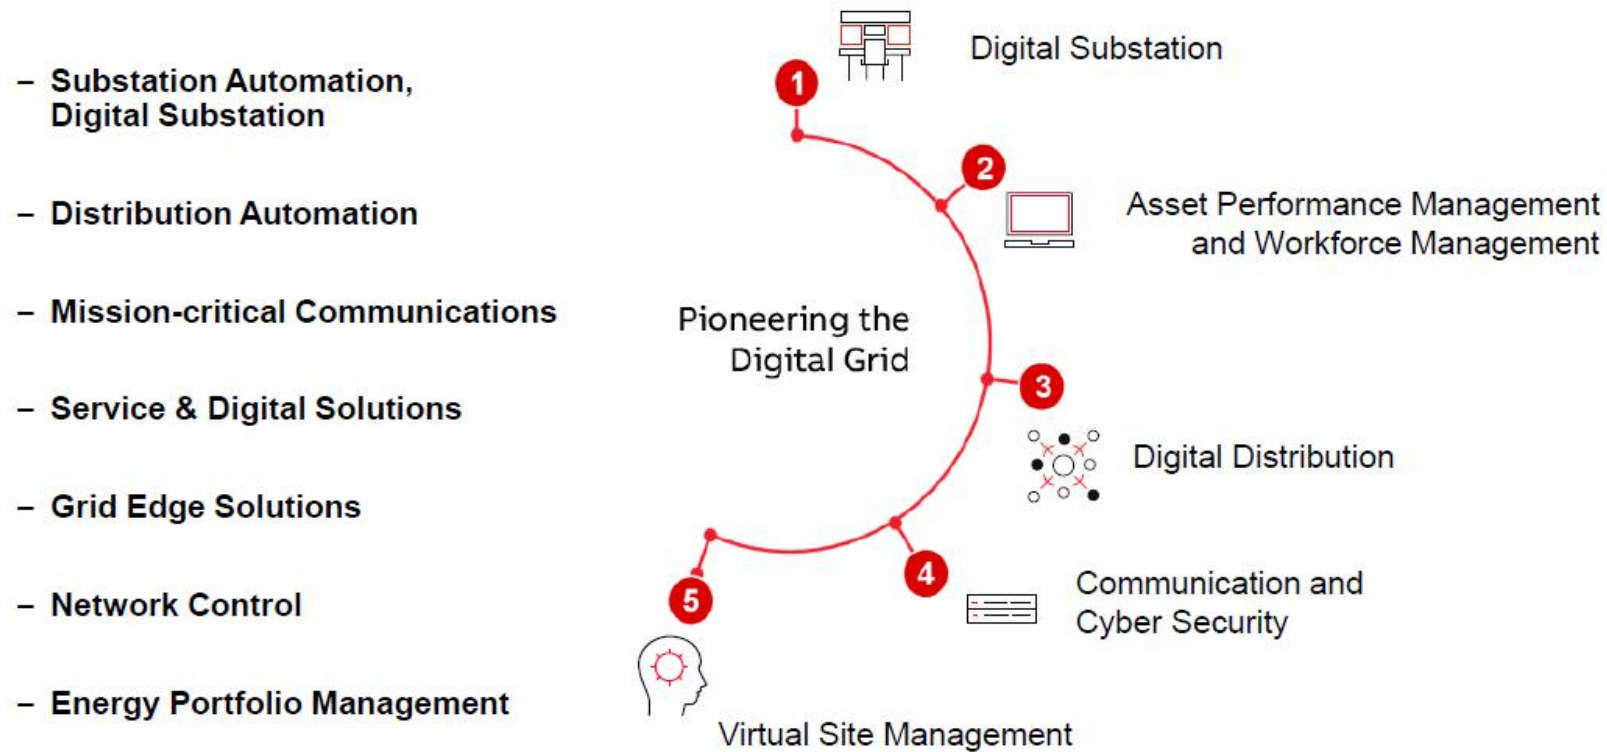 – Substation Automation,
Digital Substation
– Distribution Automation
– Mission-critical Communications
– Service & Digital Solutions
– Grid Edge Solutions
– Network Control
– Energy Portfolio Management
Pioneering the
Digital Grid
1
Digital Substation
2
Asset Performance Management
and Workforce Management
3
Digital Distribution
4
Communication and
Cyber Security
5
Virtual Site Management